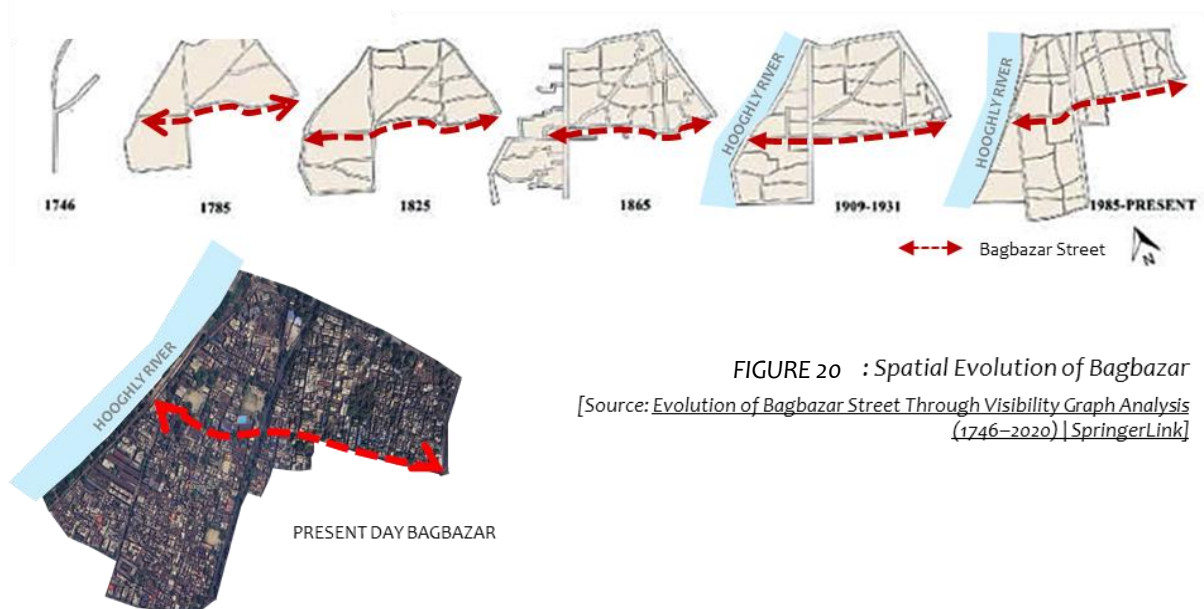 HOOGHLY RIVER
HOOGHLY RIVER
1746
1785
1825
1865
1909-1931
1985-PRESENT
Bagbazar Street
N
HOOGHLY RIVER
FIGURE 20 : Spatial Evolution of Bagbazar
[Source: Evolution of Bagbazar Street Through Visibility Graph Analysis
(1746–2020) | SpringerLink]
PRESENT DAY BAGBAZAR